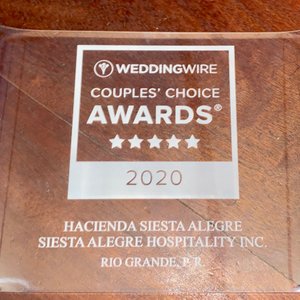 WEDDINGWIRE
COUPLES' CHOICE
AWARDS®
2020
HACIENDA SIESTA ALEGRE
SIESTA ALEGRE HOSPITALITY INC.
RIO GRANDE, P.R.